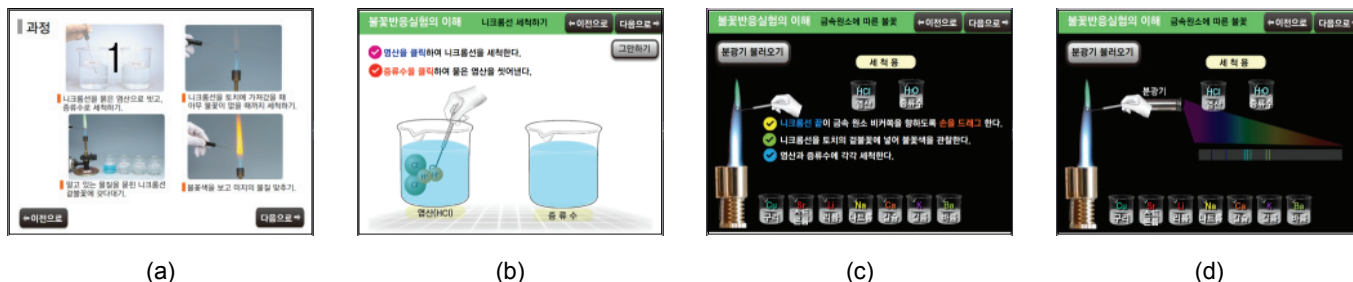 과정
1
니크롬선을 묽은 염산으로 씻고,
증류수로 세척하기.
니크롬선을 토치에 가져갔을 때
아무 불꽃이 없을 때까지 세척하기.
알고 있는 물질을 묻힌 니크롬선
겉불꽃에 갖다대기.
불꽃색을 보고 미지의 물질 맞추기.
⬅이전으로
다음으로➡
(a)
불꽃반응실험의 이해 니크롬선 세척하기 ⬅이전으로 다음으로➡
그만하기
염산을 클릭하여 니크롬선을 세척한다.
증류수를 클릭하여 묻은 염산을 씻어낸다.
염산(HCl)
증 류 수
(b)
불꽃반응실험의 이해 금속원소에 따른 불꽃 ⬅이전으로 다음으로➡
분광기 불러오기
세 척 용
HCl 염산
H₂O 증류수
니크롬선 끝이 금속 원소 비커쪽을 향하도록 손을 드래그 한다.
니크롬선을 토치의 겉불꽃에 넣어 불꽃색을 관찰한다.
염산과 증류수에 각각 세척한다.
Cu Sr Li Na Ca K Ba
구리 스트론튬 리튬 나트륨 칼슘 칼륨 바륨
(c)
불꽃반응실험의 이해 금속원소에 따른 불꽃 ⬅이전으로 다음으로➡
분광기 불러오기
세 척 용
분광기
HCl 염산
H₂O 증류수
Cu Sr Li Na Ca K Ba
구리 스트론튬 리튬 나트륨 칼슘 칼륨 바륨
(d)